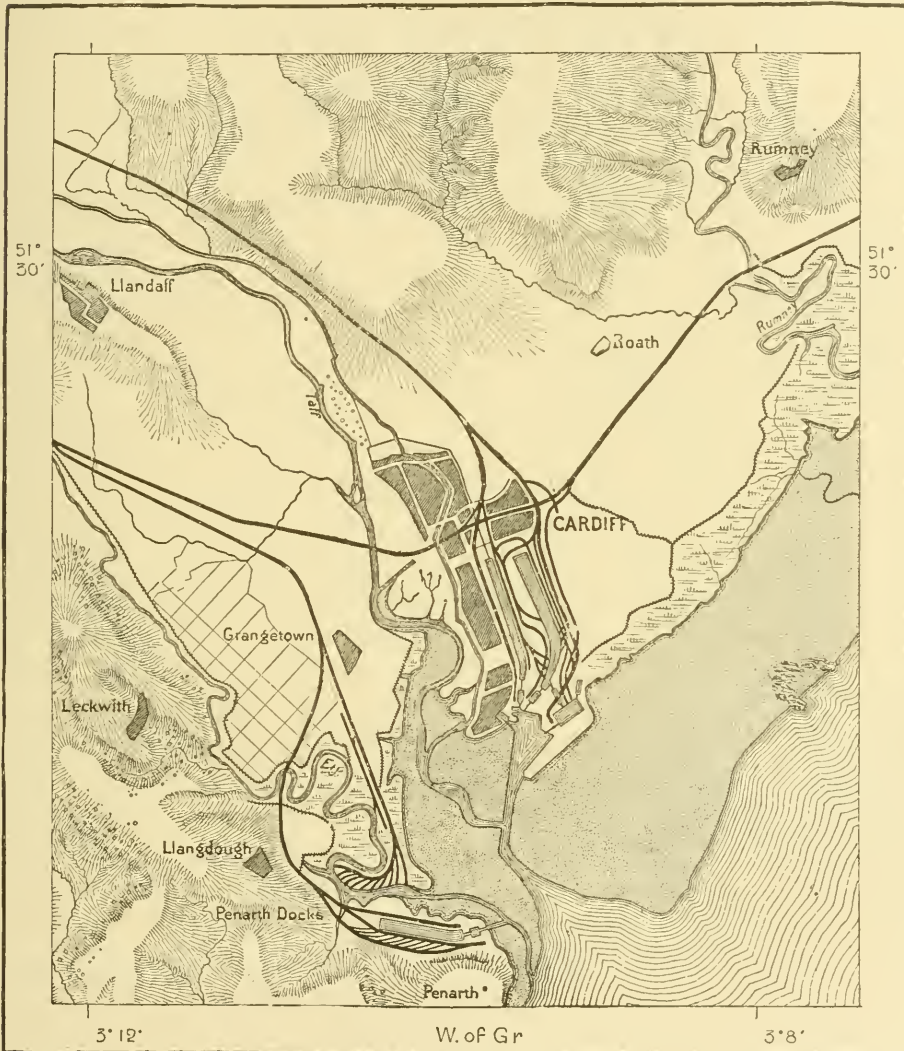 Rumney
51°
30'
51°
30'
Llandaff
Rumney
Roath
Taff
CARDIFF
Grangetown
Leckwith
Ely
Llangdough
Penarth Docks
Penarth
3°12'
W. of Gr
3°8'